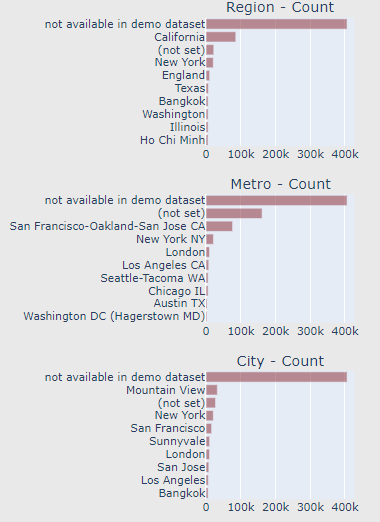 Region - Count
not available in demo dataset
California
(not set)
New York
England
Texas
Bangkok
Washington
Illinois
Ho Chi Minh
0 100k 200k 300k 400k
Metro - Count
not available in demo dataset
(not set)
San Francisco-Oakland-San Jose CA
New York NY
London
Los Angeles CA
Seattle-Tacoma WA
Chicago IL
Austin TX
Washington DC (Hagerstown MD)
0 100k 200k 300k 400k
City - Count
not available in demo dataset
Mountain View
(not set)
New York
San Francisco
Sunnyvale
London
San Jose
Los Angeles
Bangkok
0 100k 200k 300k 400k